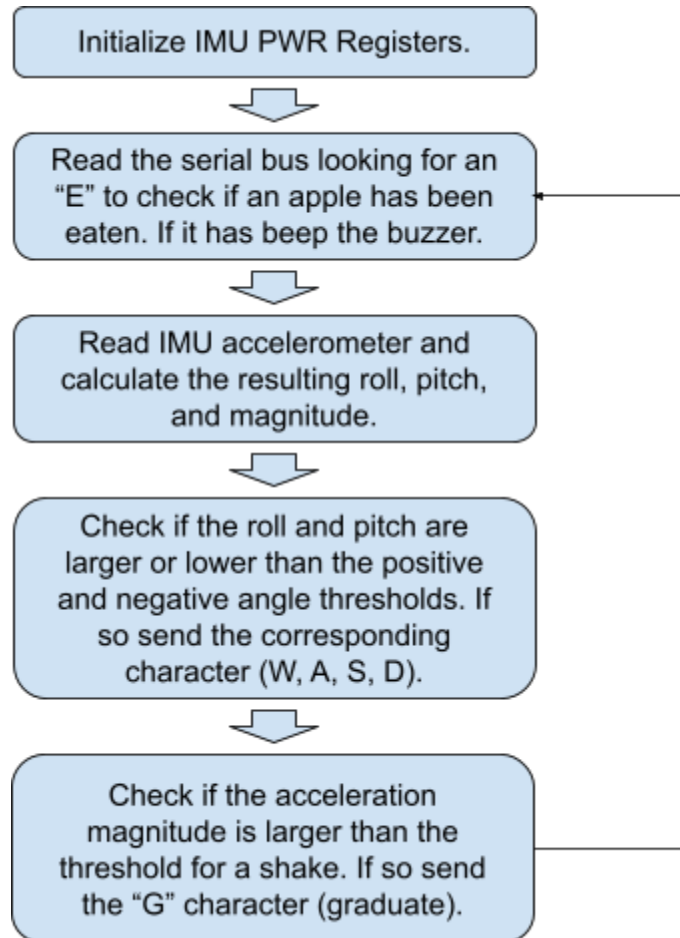 Initialize IMU PWR Registers.
Read the serial bus looking for an
“E” to check if an apple has been
eaten. If it has beep the buzzer.
Read IMU accelerometer and
calculate the resulting roll, pitch,
and magnitude.
Check if the roll and pitch are
larger or lower than the positive
and negative angle thresholds. If
so send the corresponding
character (W, A, S, D).
Check if the acceleration
magnitude is larger than the
threshold for a shake. If so send
the “G” character (graduate).